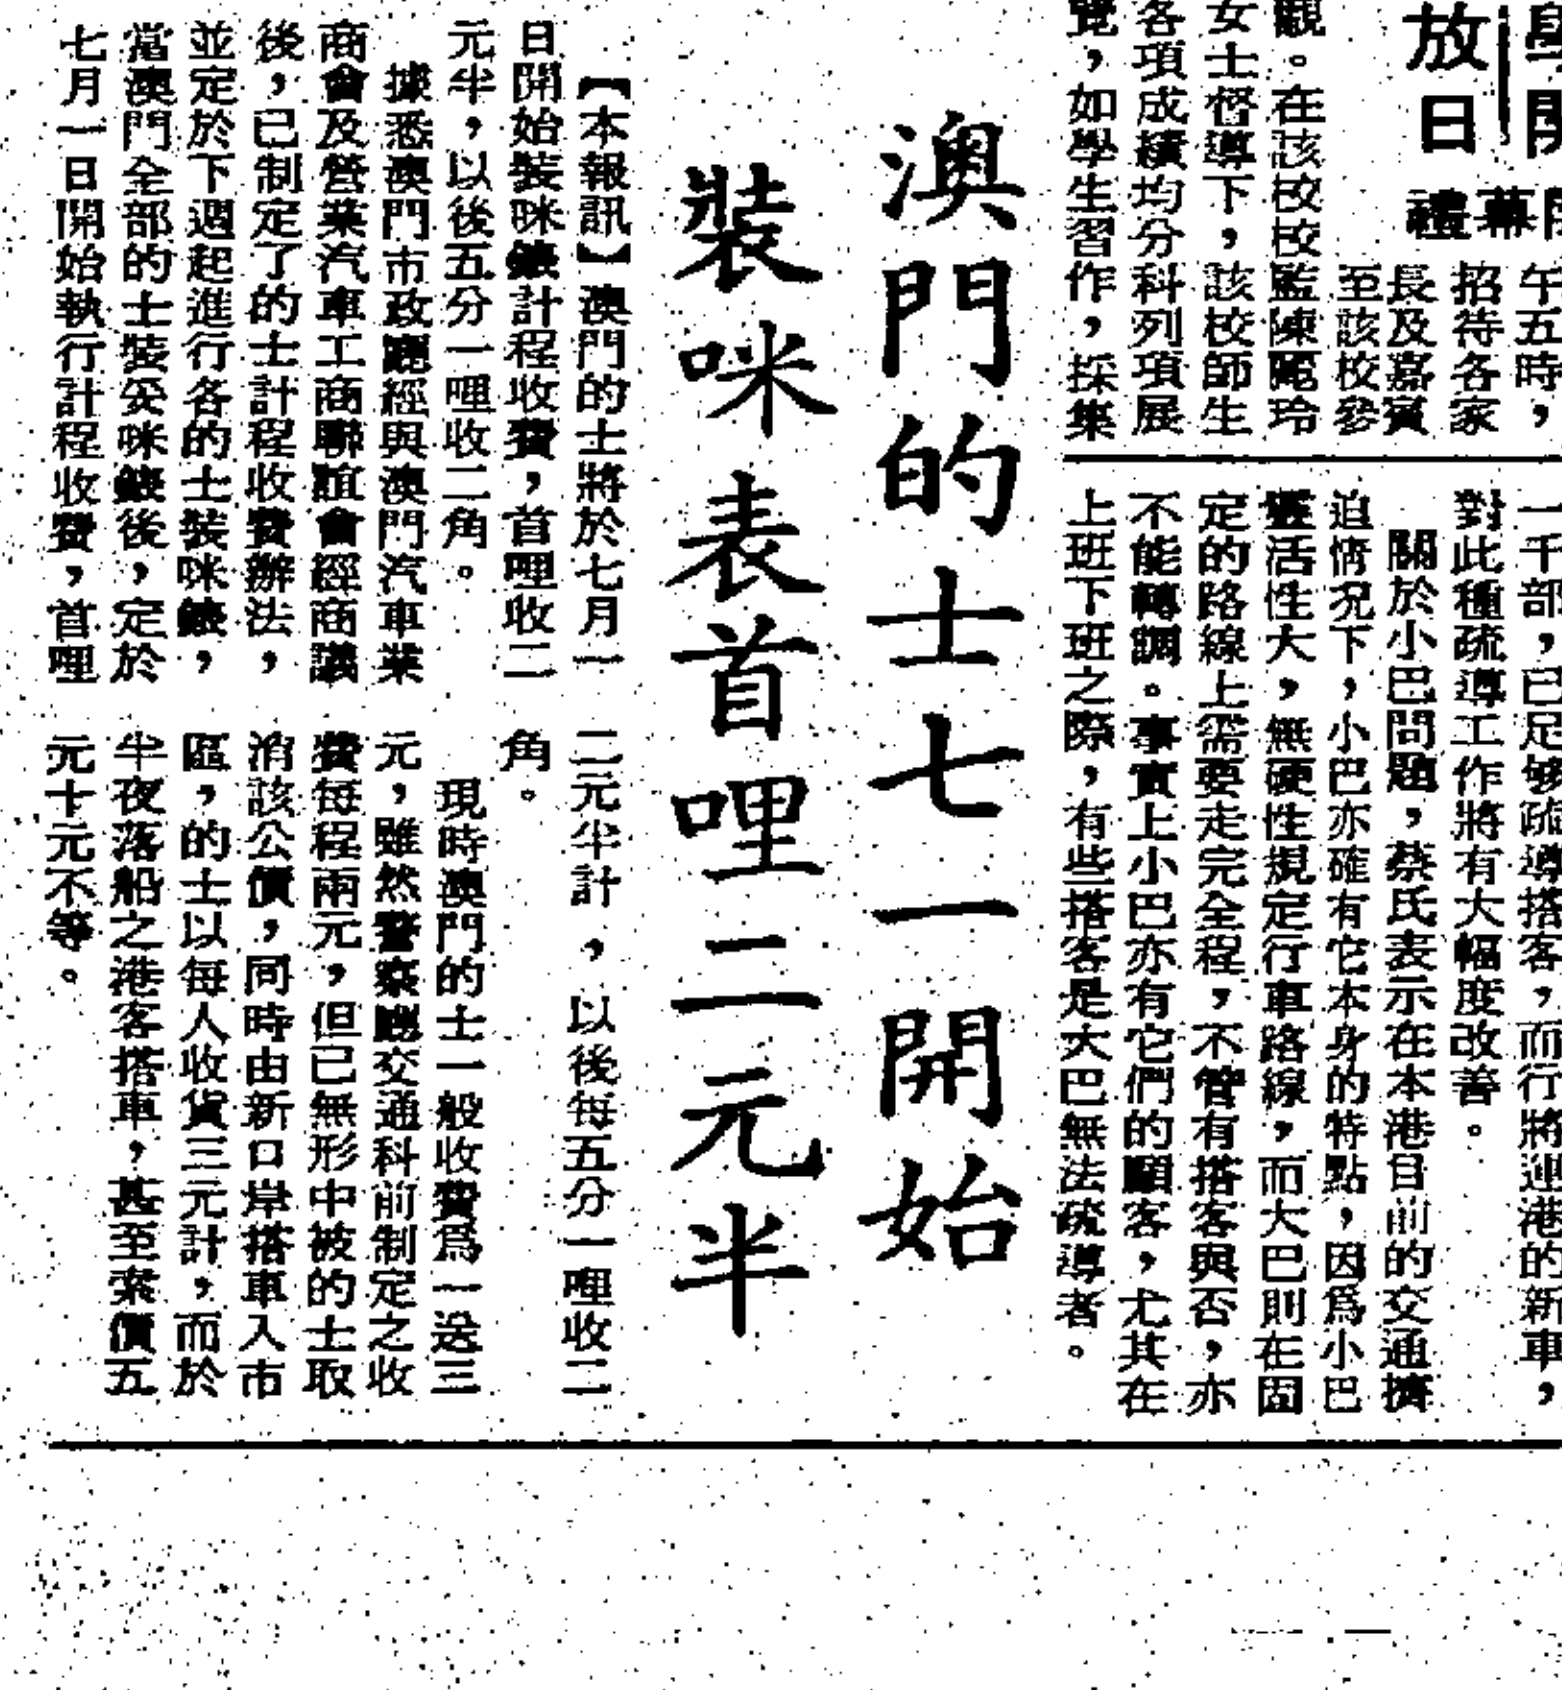 學開
放日
開幕禮
午五時，
招待各家
長及嘉賓
至該校參
觀。在該校校監陳麗玲
女士督導下，該校師生
各項成績均分科列項展
覽，如學生習作，採集
一千部，已足够疏導搭客，而行將運港的新車，
對此種疏導工作將有大幅度改善。
關於小巴問題，蔡氏表示在本港目前的交通擠
迫情況下，小巴亦確有它本身的特點，因爲小巴
靈活性大，無硬性規定行車路線，而大巴則在固
定的路線上需要走完全程，不管有搭客與否，亦
不能轉調。事實上小巴亦有它們的顧客，尤其在
上班下班之際，有些搭客是大巴無法疏導者。
澳門的士七一開始
裝咪表首哩二元半
【本報訊】澳門的士將於七月一
日開始裝咪錶計程收費，首哩收二
元半，以後五分一哩收二角。
據悉澳門市政廳經與澳門汽車業
商會及營業汽車工商聯誼會經商議
後，已制定了的士計程收費辦法，
並定於下週起進行各的士裝咪錶，
當澳門全部的士裝妥咪錶後，定於
七月一日開始執行計程收費，首哩
二元半計，以後每五分一哩收二
角。
現時澳門的士一般收費爲一送三
元，雖然警察廳交通科前制定之收
費每程兩元，但已無形中被的士取
消該公價，同時由新口岸搭車入市
區，的士以每人收貨三元計，而於
半夜落船之港客搭車，甚至索價五
元十元不等。